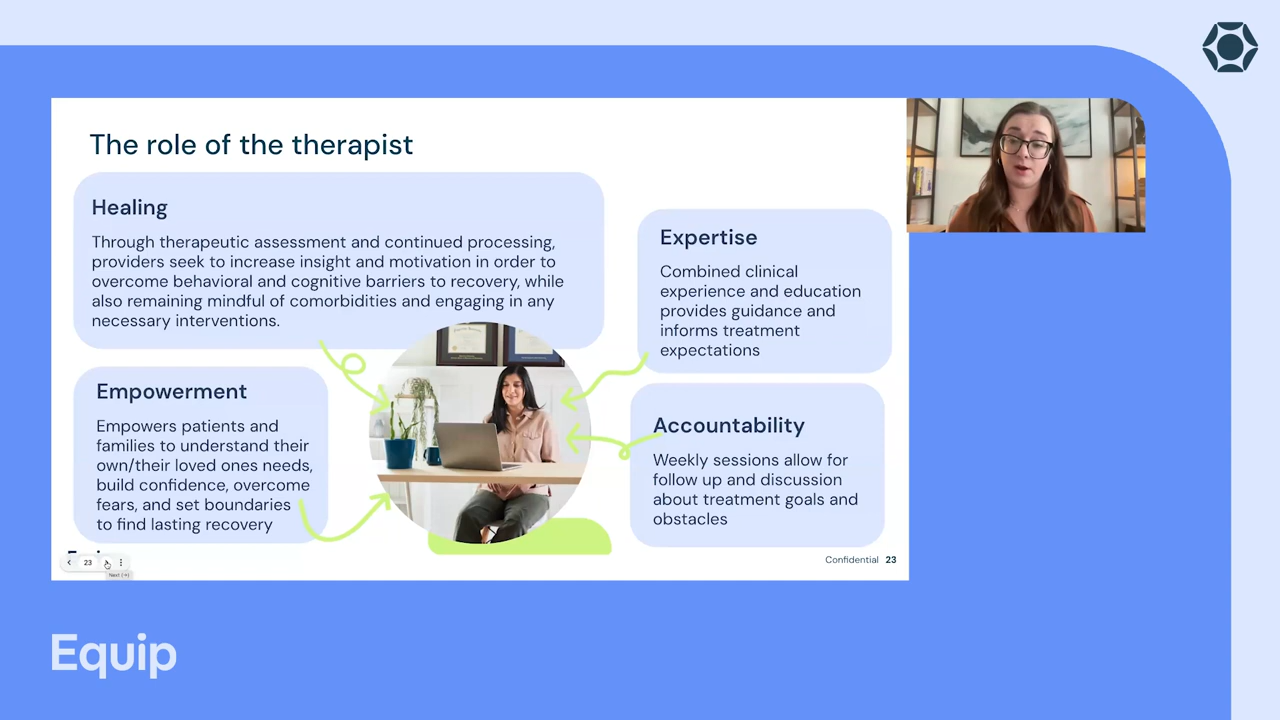 The role of the therapist
Healing
Through therapeutic assessment and continued processing,
providers seek to increase insight and motivation in order to
overcome behavioral and cognitive barriers to recovery, while
also remaining mindful of comorbidities and engaging in any
necessary interventions.
Expertise
Combined clinical
experience and education
provides guidance and
informs treatment
expectations
Empowerment
Empowers patients and
families to understand their
own/their loved ones needs,
build confidence, overcome
fears, and set boundaries
to find lasting recovery
Accountability
Weekly sessions allow for
follow up and discussion
about treatment goals and
obstacles
23
Next (→)
Confidential 23
Equip